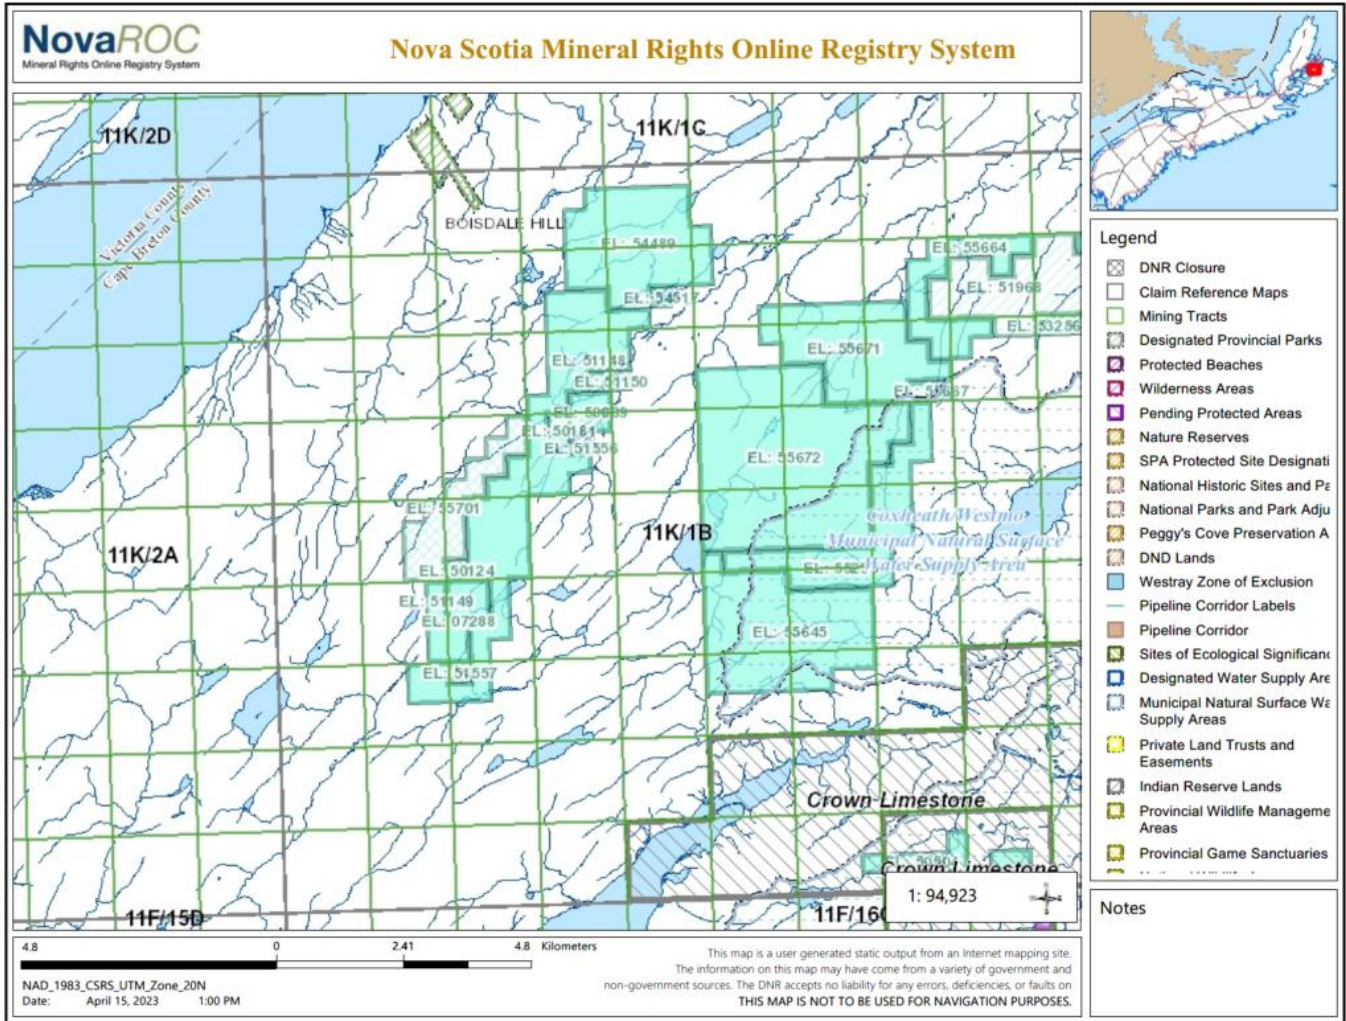 NovaROC
Mineral Rights Online Registry System
Nova Scotia Mineral Rights Online Registry System
11K/2D
11K/1C
Victoria County
Cape Breton County
BOISDALE HILL
EL: 54489
EL: 54517
EL: 55664
EL: 51968
EL: 53256
EL: 51148
EL: 55671
EL: 51150
EL: 50181
EL: 51556
EL: 55672
EL: 55701
11K/1B
Coxheath/Westmo
Municipal Natural Surface
Water Supply Area
11K/2A
EL: 50124
EL: 51149
EL: 07288
EL: 55645
EL: 51557
Crown Limestone
Crown Limestone
11F/15D
11F/16
1: 94,923
Legend
DNR Closure
Claim Reference Maps
Mining Tracts
Designated Provincial Parks
Protected Beaches
Wilderness Areas
Pending Protected Areas
Nature Reserves
SPA Protected Site Designati
National Historic Sites and Pa
National Parks and Park Adju
Peggy's Cove Preservation A
DND Lands
Westray Zone of Exclusion
Pipeline Corridor Labels
Pipeline Corridor
Sites of Ecological Significanc
Designated Water Supply Are
Municipal Natural Surface Wa
Supply Areas
Private Land Trusts and
Easements
Indian Reserve Lands
Provincial Wildlife Manageme
Areas
Provincial Game Sanctuaries
Notes
4.8 0 2.41 4.8 Kilometers
NAD_1983_CSRS_UTM_Zone_20N
Date: April 15, 2023 1:00 PM
This map is a user generated static output from an Internet mapping site.
The information on this map may have come from a variety of government and
non-government sources. The DNR accepts no liability for any errors, deficiencies, or faults on
THIS MAP IS NOT TO BE USED FOR NAVIGATION PURPOSES.